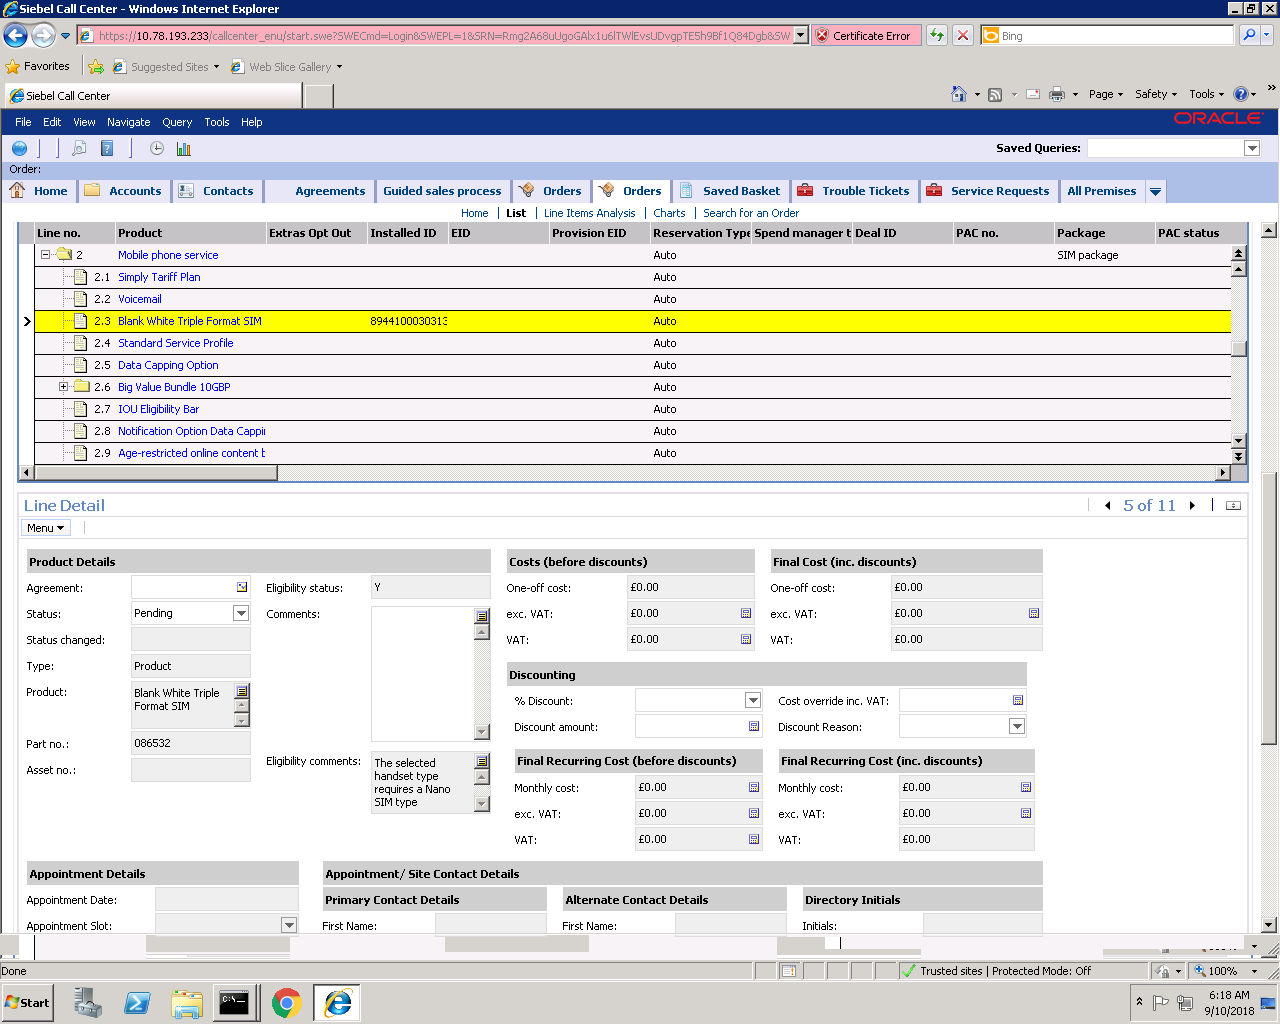 Siebel Call Center - Windows Internet Explorer
https://10.78.193.233/callcenter_enu/start.swe?SWECmd=Login&SWEPL=1&SRN=
Certificate Error
Bing
Favorites
Suggested Sites
Web Slice Gallery
Siebel Call Center
Page
Safety
Tools
File Edit View Navigate Query Tools Help
ORACLE
Saved Queries:
Order:
Home Accounts Contacts Agreements Guided sales process Orders Orders Saved Basket Trouble Tickets Service Requests All Premises
Home | List | Line Items Analysis | Charts | Search for an Order
Line no. Product Extras Opt Out Installed ID EID Provision EID Reservation Type Spend manager t Deal ID PAC no. Package PAC status
2 Mobile phone service Auto SIM package
2.1 Simply Tariff Plan Auto
2.2 Voicemail Auto
2.3 Blank White Triple Format SIM 8944100030313 Auto
2.4 Standard Service Profile Auto
2.5 Data Capping Option Auto
2.6 Big Value Bundle 10GBP Auto
2.7 IOU Eligibility Bar Auto
2.8 Notification Option Data Cappi Auto
2.9 Age-restricted online content b Auto
Line Detail
5 of 11
Menu
Product Details
Costs (before discounts)
Final Cost (inc. discounts)
Agreement:
Eligibility status: Y
One-off cost: £0.00
One-off cost: £0.00
Status: Pending
Comments:
exc. VAT: £0.00
exc. VAT: £0.00
Status changed:
VAT: £0.00
VAT: £0.00
Type: Product
Discounting
Product: Blank White Triple
Format SIM
% Discount:
Cost override inc. VAT:
Discount amount:
Discount Reason:
Part no.: 086532
Asset no.:
Eligibility comments: The selected
handset type
requires a Nano
SIM type
Final Recurring Cost (before discounts)
Final Recurring Cost (inc. discounts)
Monthly cost: £0.00
Monthly cost: £0.00
exc. VAT: £0.00
exc. VAT: £0.00
VAT: £0.00
VAT: £0.00
Appointment Details
Appointment/ Site Contact Details
Appointment Date:
Primary Contact Details
Alternate Contact Details
Directory Initials
Appointment Slot:
First Name:
First Name:
Initials:
Done
Trusted sites | Protected Mode: Off
100%
Start
C:\
6:18 AM
9/10/2018